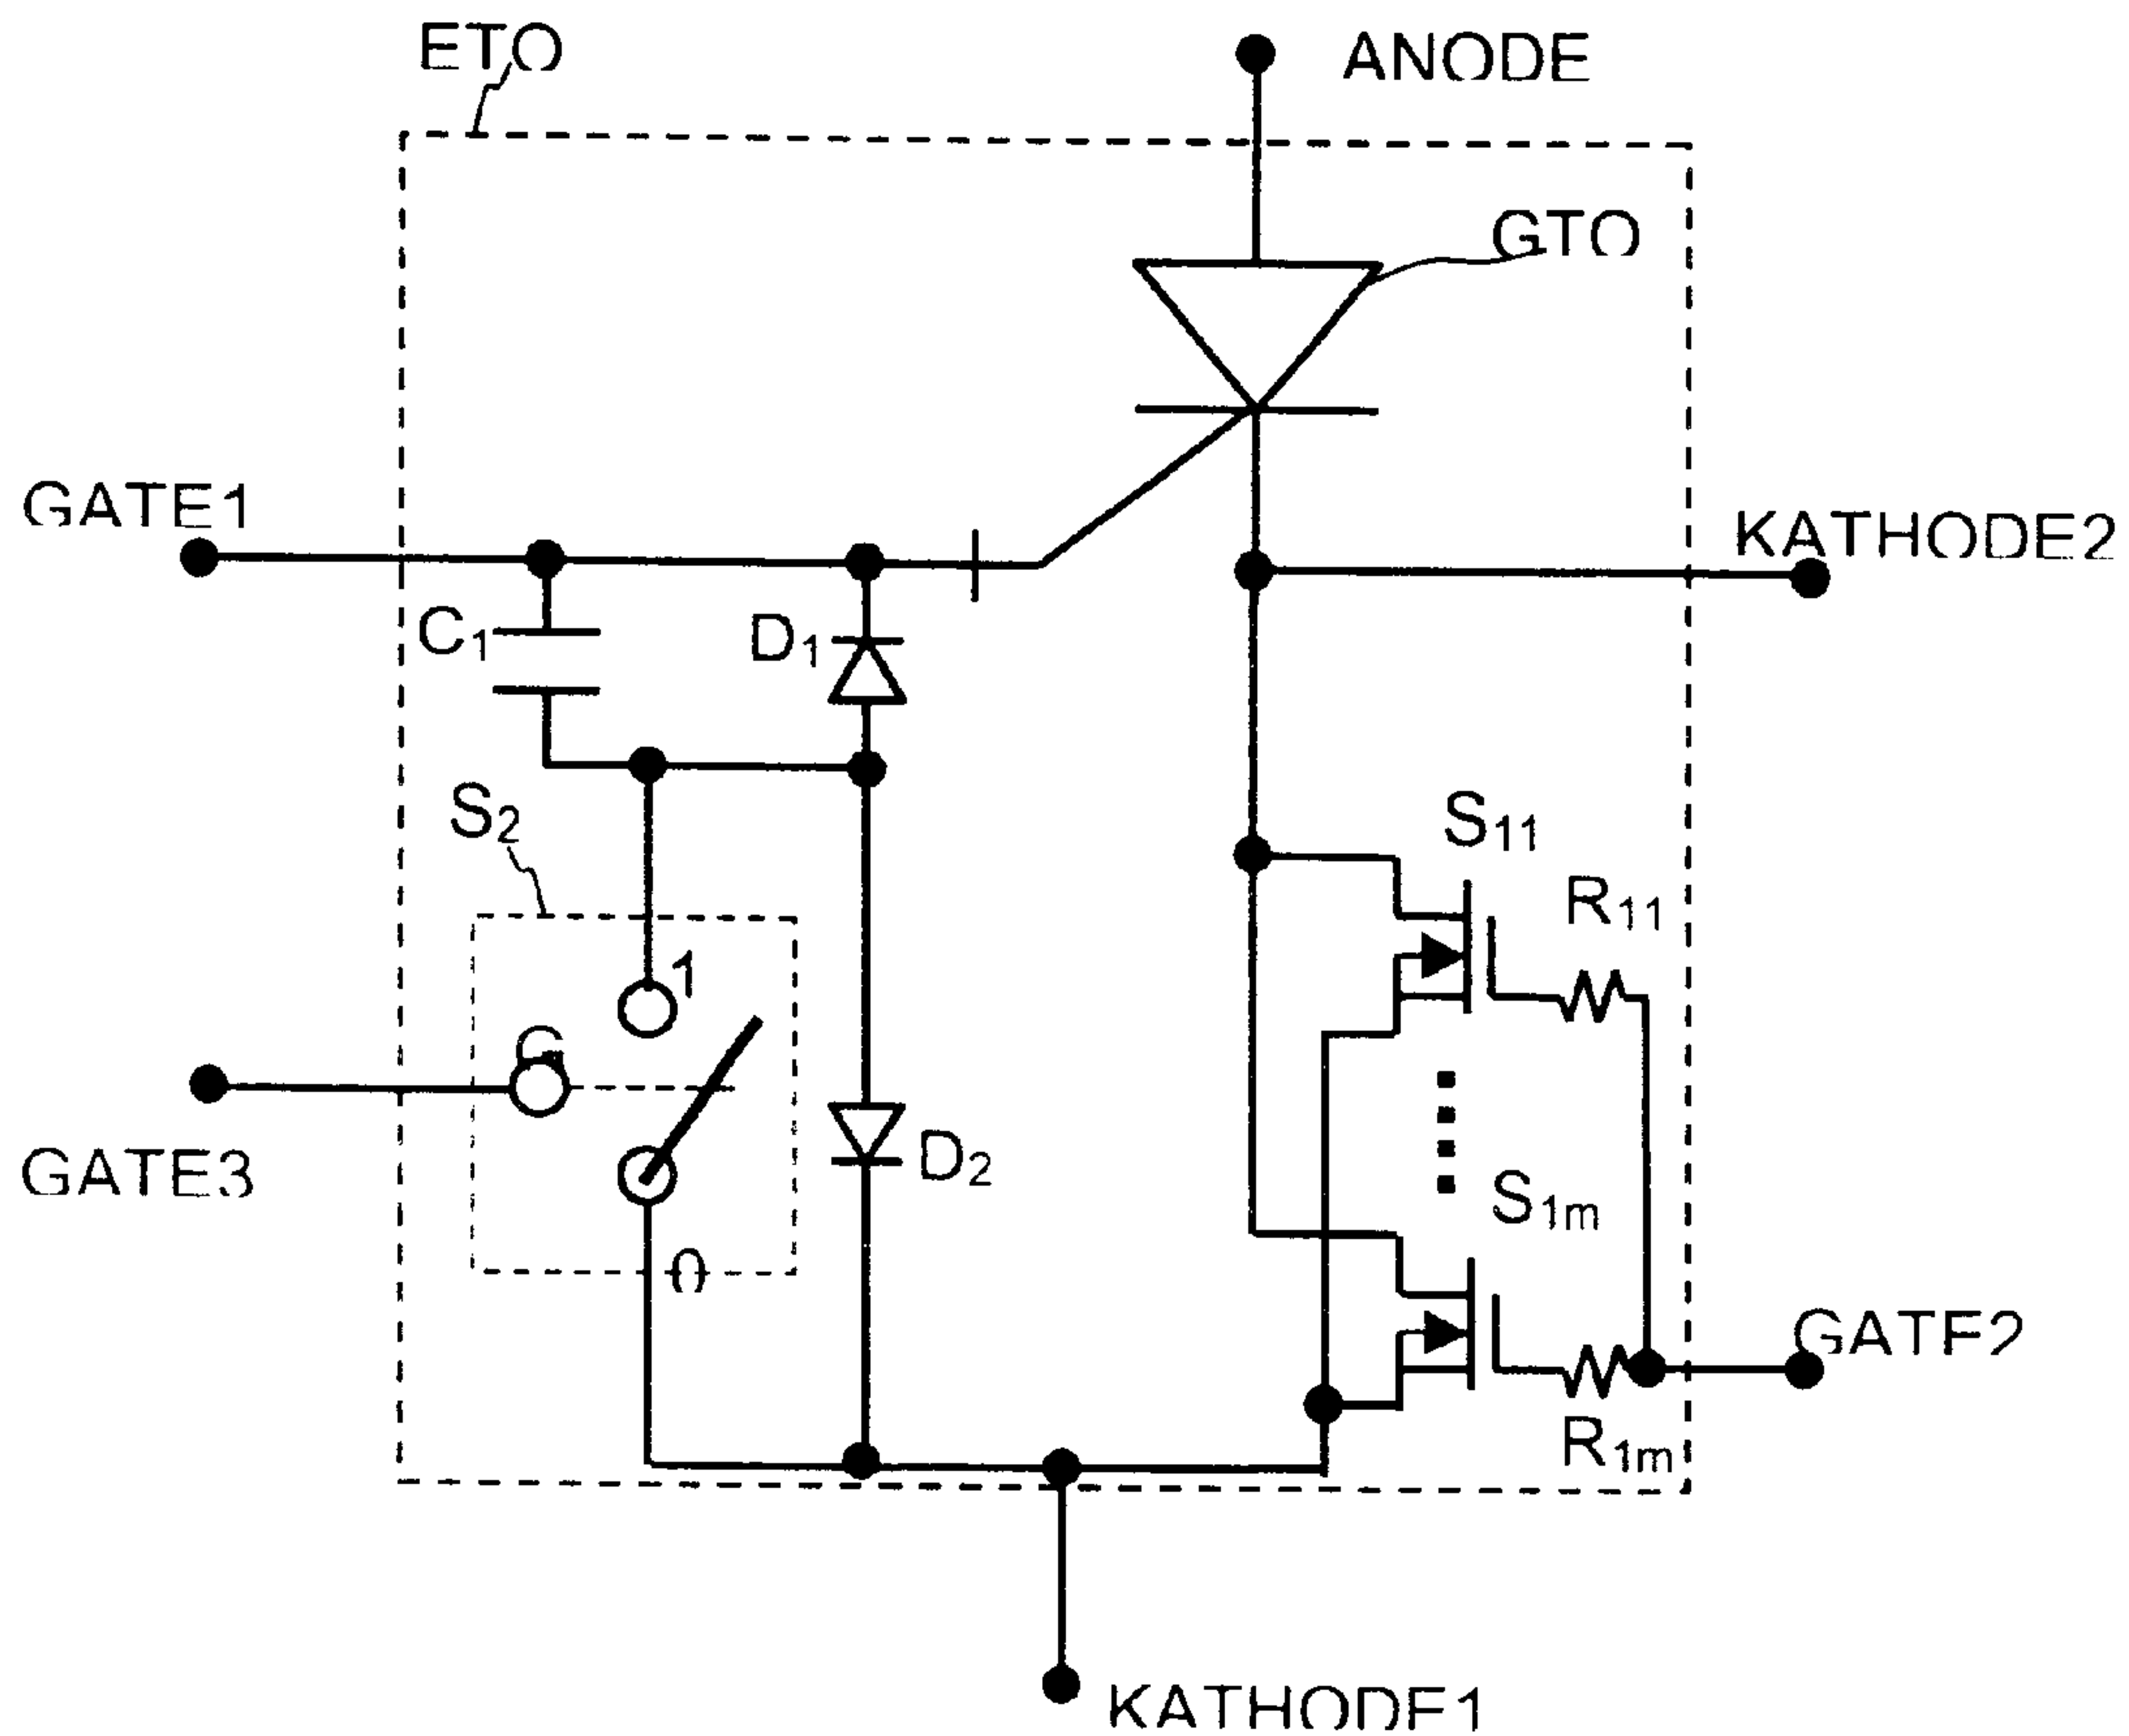 ETO
ANODE
GTO
GATE1
KATHODE2
C1
D1
S2
S11
R11
1
G
GATE3
D2
S1m
0
GATE2
R1m
KATHODE1